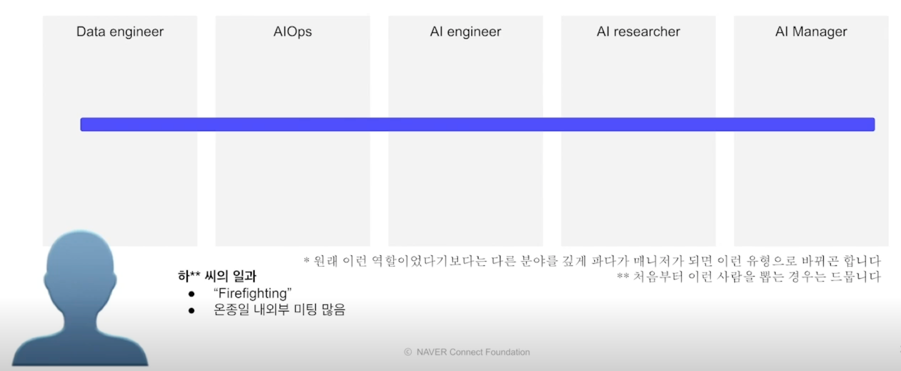 Data engineer
AIOps
AI engineer
AI researcher
AI Manager
* 원래 이런 역할이었다기보다는 다른 분야를 깊게 파다가 매니저가 되면 이런 유형으로 바뀌곤 합니다
** 처음부터 이런 사람을 뽑는 경우는 드뭅니다
하** 씨의 일과
● “Firefighting”
● 온종일 내외부 미팅 많음
© NAVER Connect Foundation